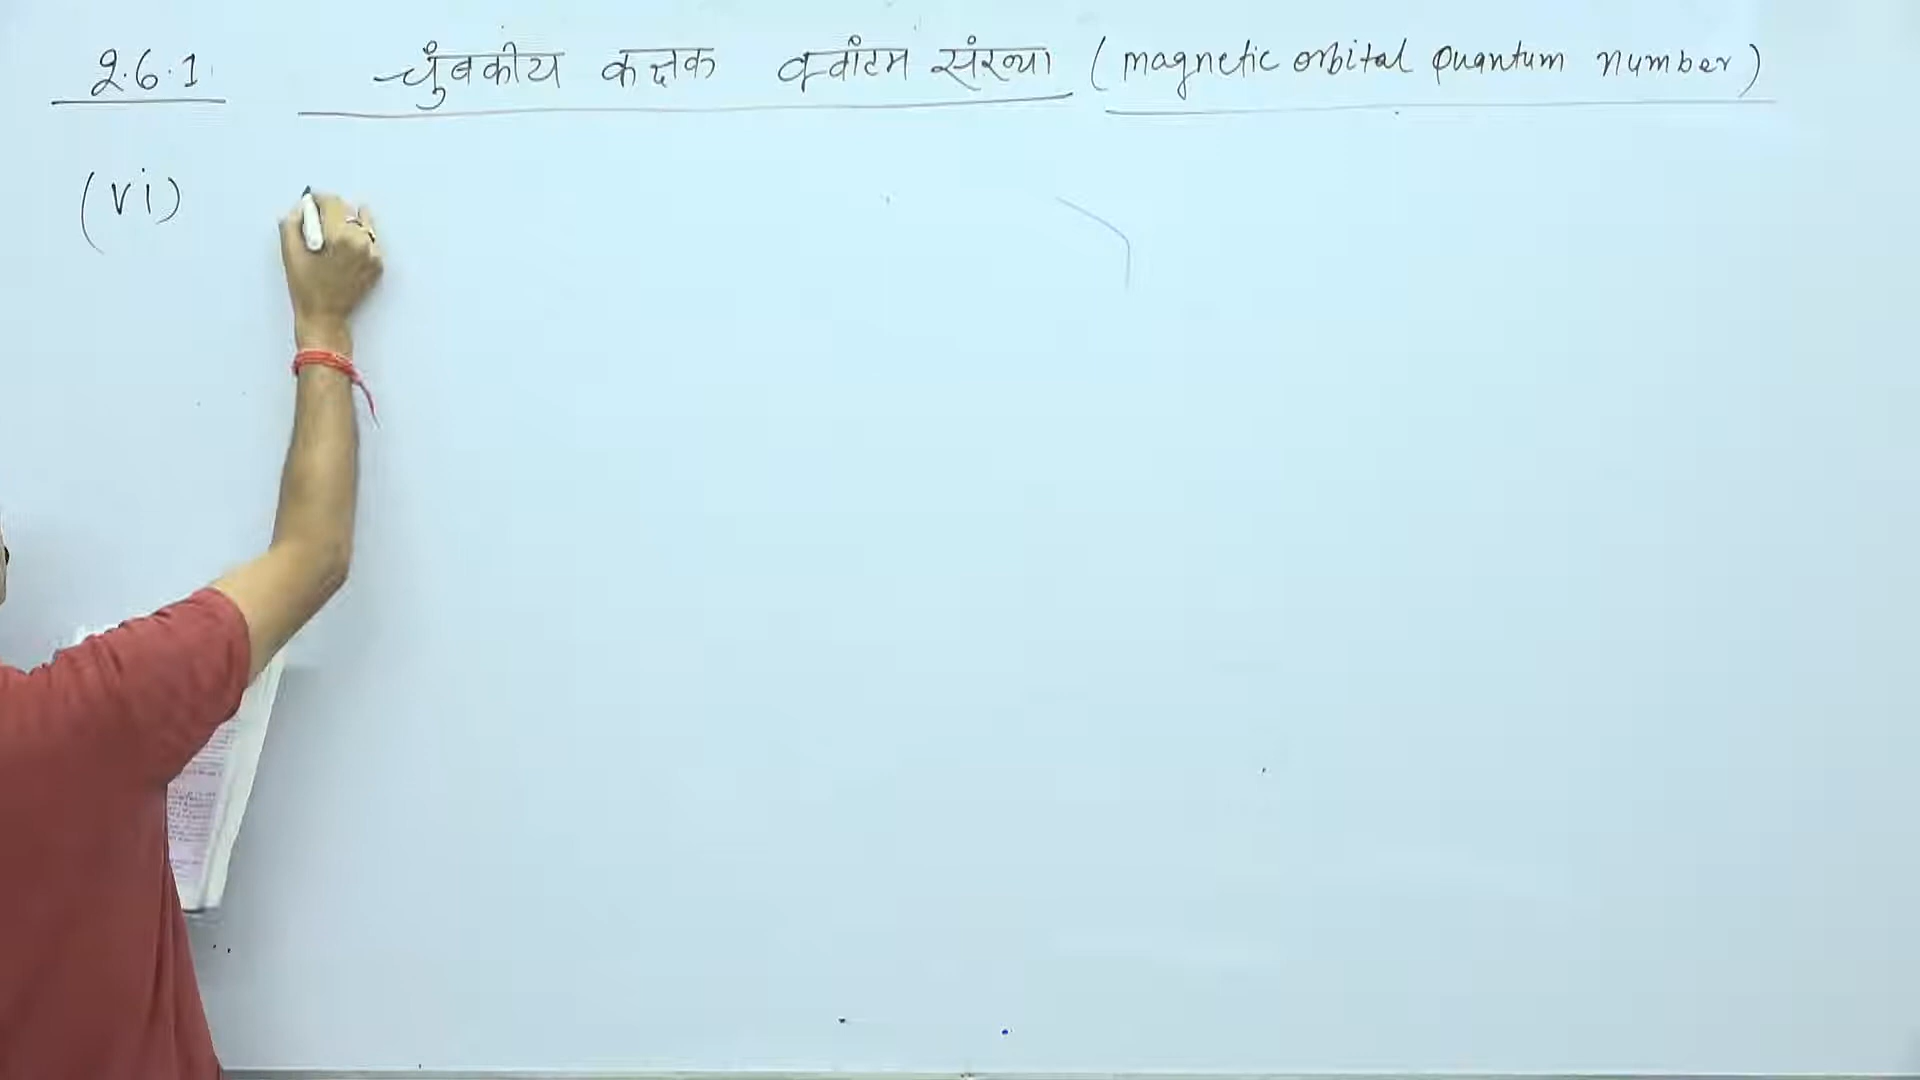 2.6.1 चुंबकीय कक्षक क्वांटम संख्या (magnetic orbital quantum number)
(vi)